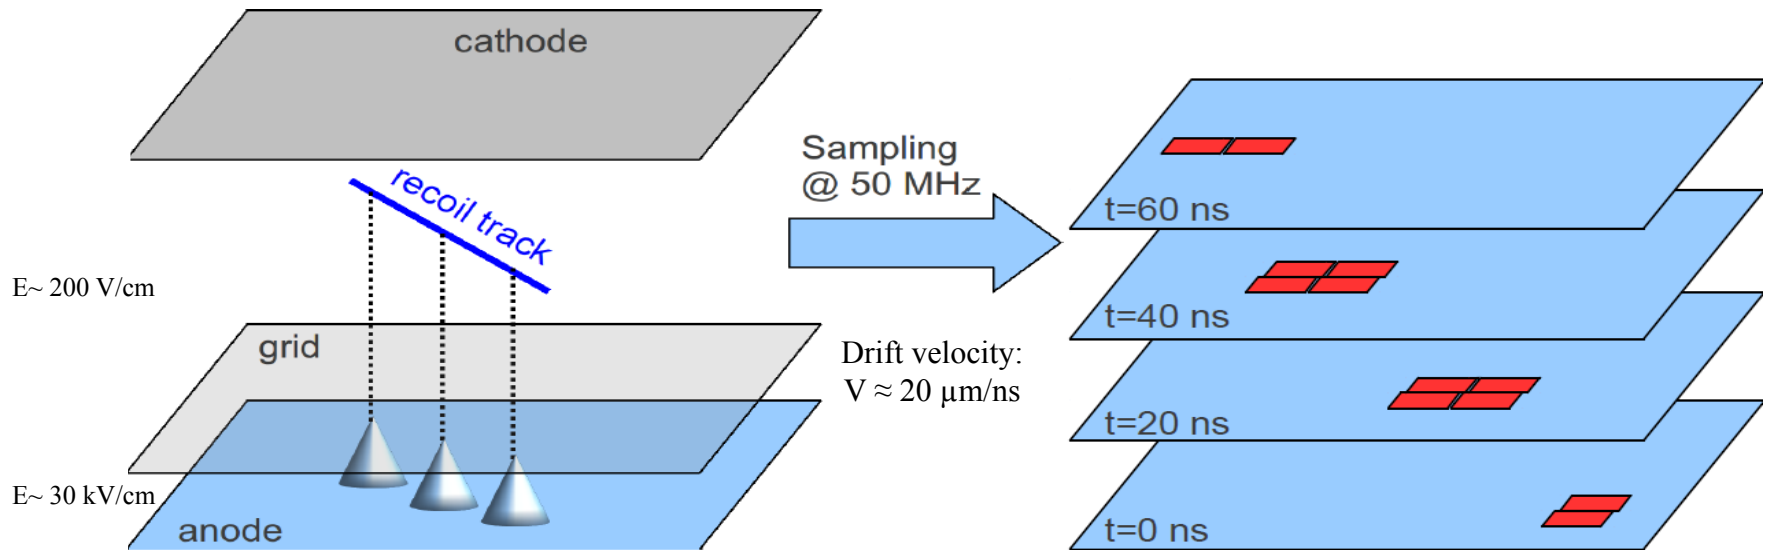 cathode
recoil track
E~ 200 V/cm
grid
E~ 30 kV/cm
anode
Sampling
@ 50 MHz
Drift velocity:
V ≈ 20 µm/ns
t=60 ns
t=40 ns
t=20 ns
t=0 ns